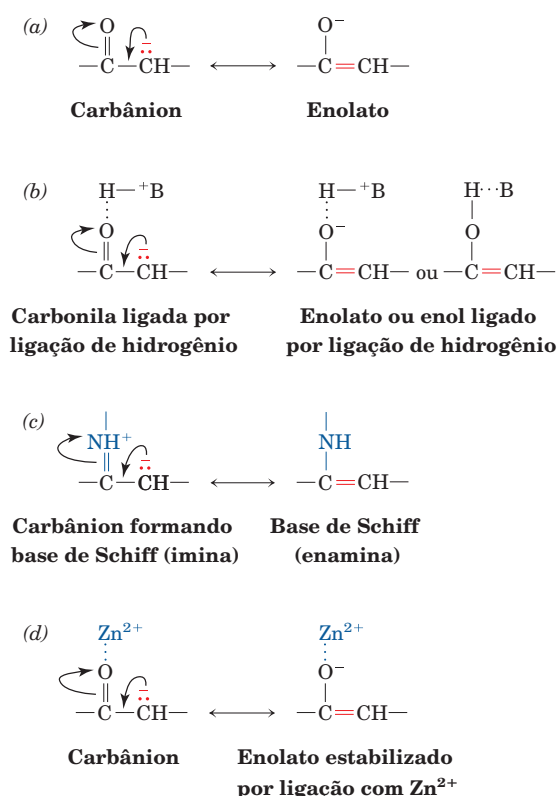 (a)
O O⁻
—C—CH— ⟷ —C=CH—
Carbânion Enolato
(b)
H—⁺B H—⁺B H···B
O O⁻ O
—C—CH— ⟷ —C=CH— ou —C=CH—
Carbonila ligada por Enolato ou enol ligado
ligação de hidrogênio por ligação de hidrogênio
(c)
NH⁺ NH
—C—CH— ⟷ —C=CH—
Carbânion formando Base de Schiff
base de Schiff (imina) (enamina)
(d)
Zn²⁺ Zn²⁺
O O⁻
—C—CH— ⟷ —C=CH—
Carbânion Enolato estabilizado
por ligação com Zn²⁺